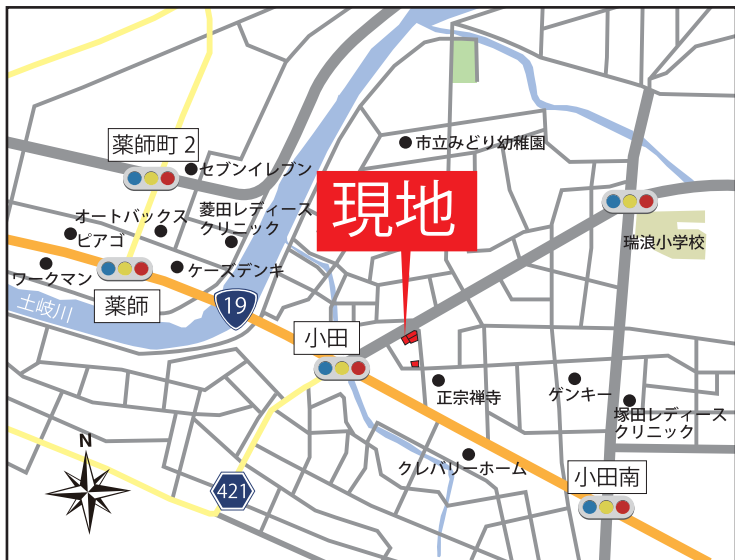 薬師町 2
セブンイレブン
市立みどり幼稚園
現地
オートバックス
菱田レディース
クリニック
ピアゴ
ワークマン
ケーズデンキ
薬師
土岐川
19
瑞浪小学校
小田
正宗禅寺
ゲンキー
塚田レディース
クリニック
クレバリーホーム
小田南
N
421